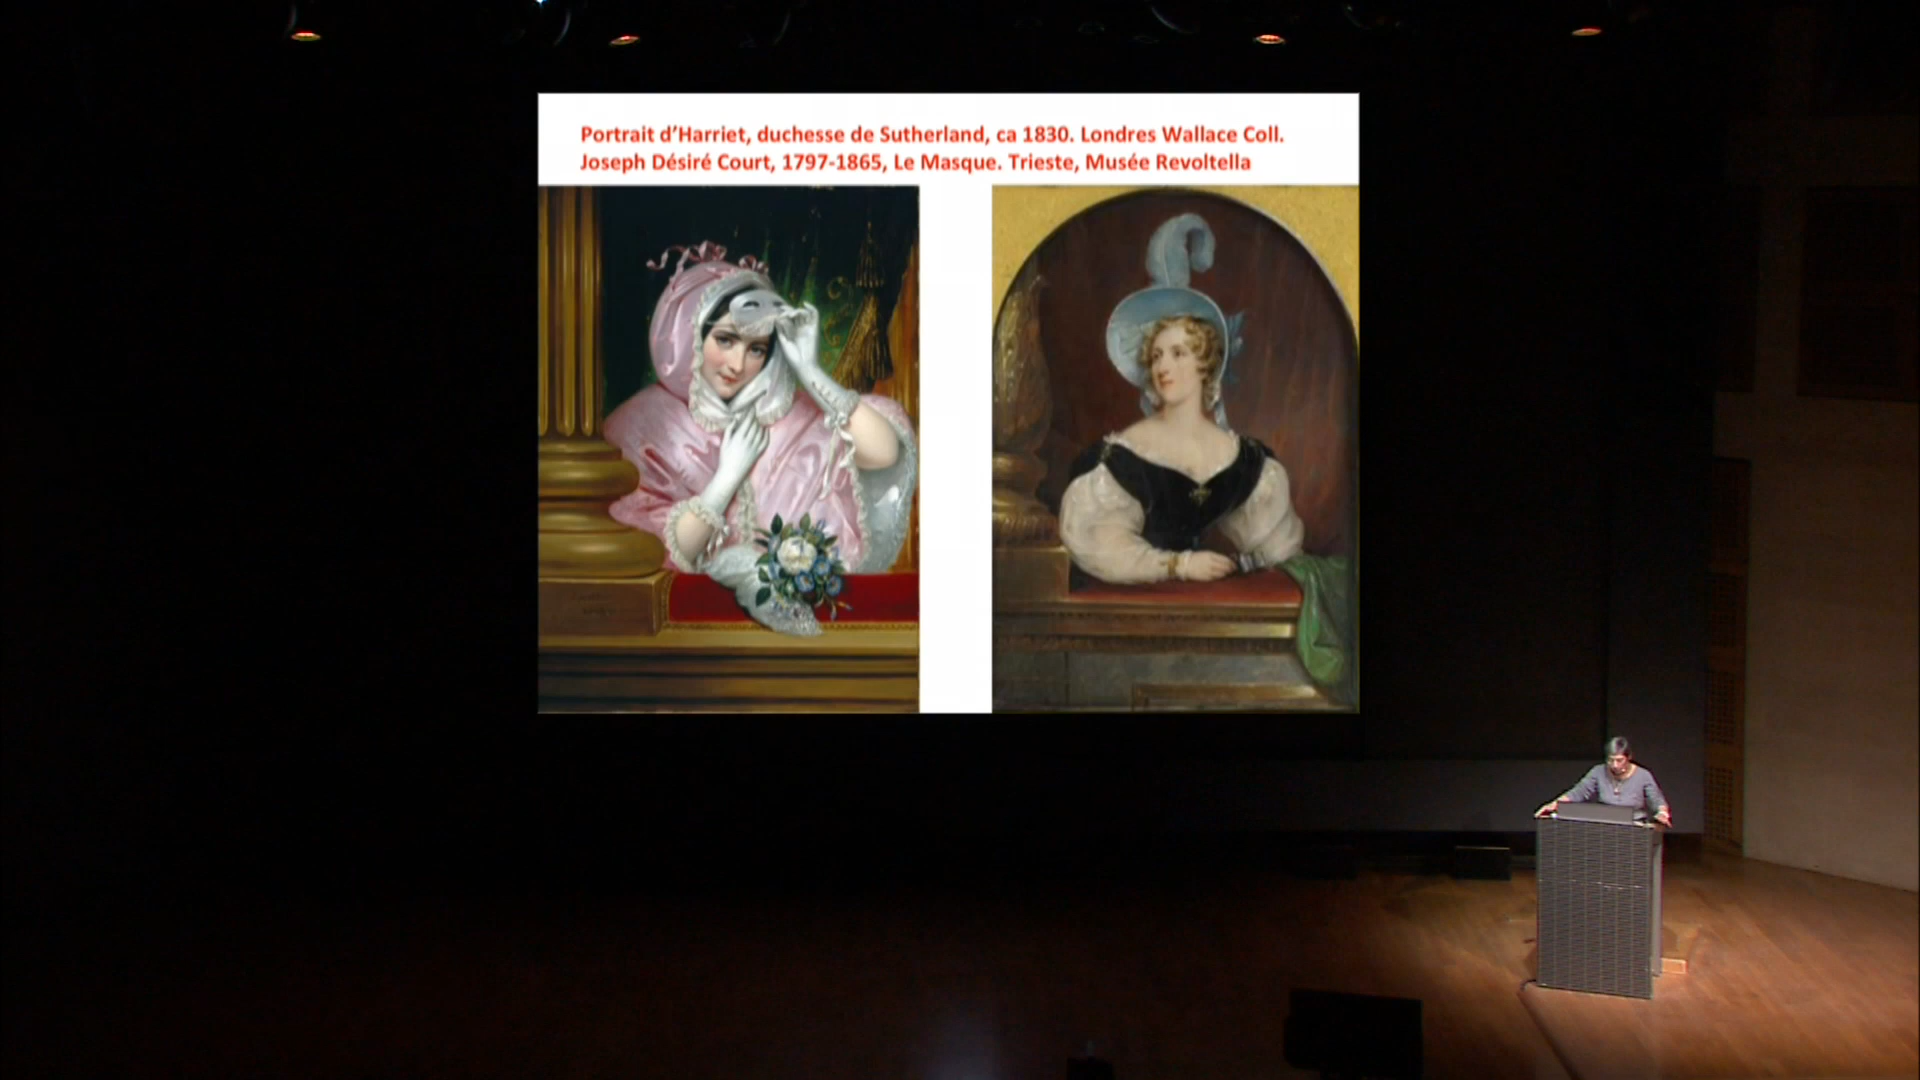 Portrait d’Harriet, duchesse de Sutherland, ca 1830. Londres Wallace Coll.
Joseph Désiré Court, 1797-1865, Le Masque. Trieste, Musée Revoltella